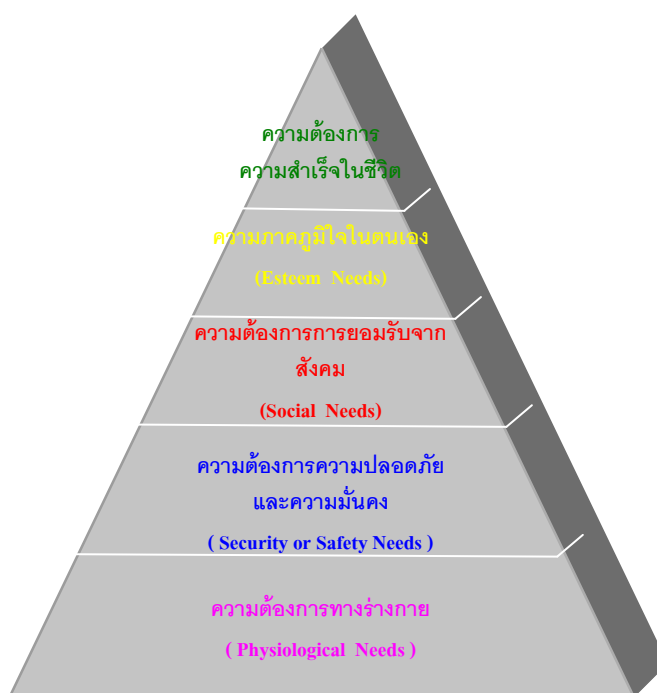 ความต้องการ
ความสำเร็จในชีวิต
ความภาคภูมิใจในตนเอง
(Esteem Needs)
ความต้องการการยอมรับจาก
สังคม
(Social Needs)
ความต้องการความปลอดภัย
และความมั่นคง
( Security or Safety Needs )
ความต้องการทางร่างกาย
( Physiological Needs )